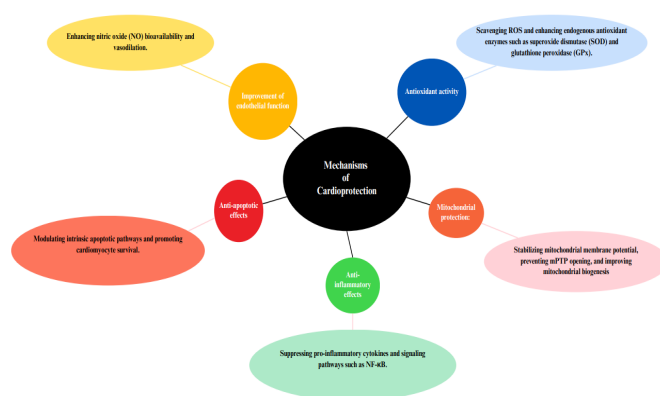 Enhancing nitric oxide (NO) bioavailability and
vasodilation.
Scavenging ROS and enhancing endogenous antioxidant
enzymes such as superoxide dismutase (SOD) and
glutathione peroxidase (GPx).
Improvement of
endothelial function
Antioxidant activity
Mechanisms
of
Cardioprotection
Anti-apoptotic
effects
Mitochondrial
protection:
Modulating intrinsic apoptotic pathways and promoting
cardiomyocyte survival.
Stabilizing mitochondrial membrane potential,
preventing mPTP opening, and improving
mitochondrial biogenesis
Anti-
inflammatory
effects
Suppressing pro-inflammatory cytokines and signaling
pathways such as NF-κB.